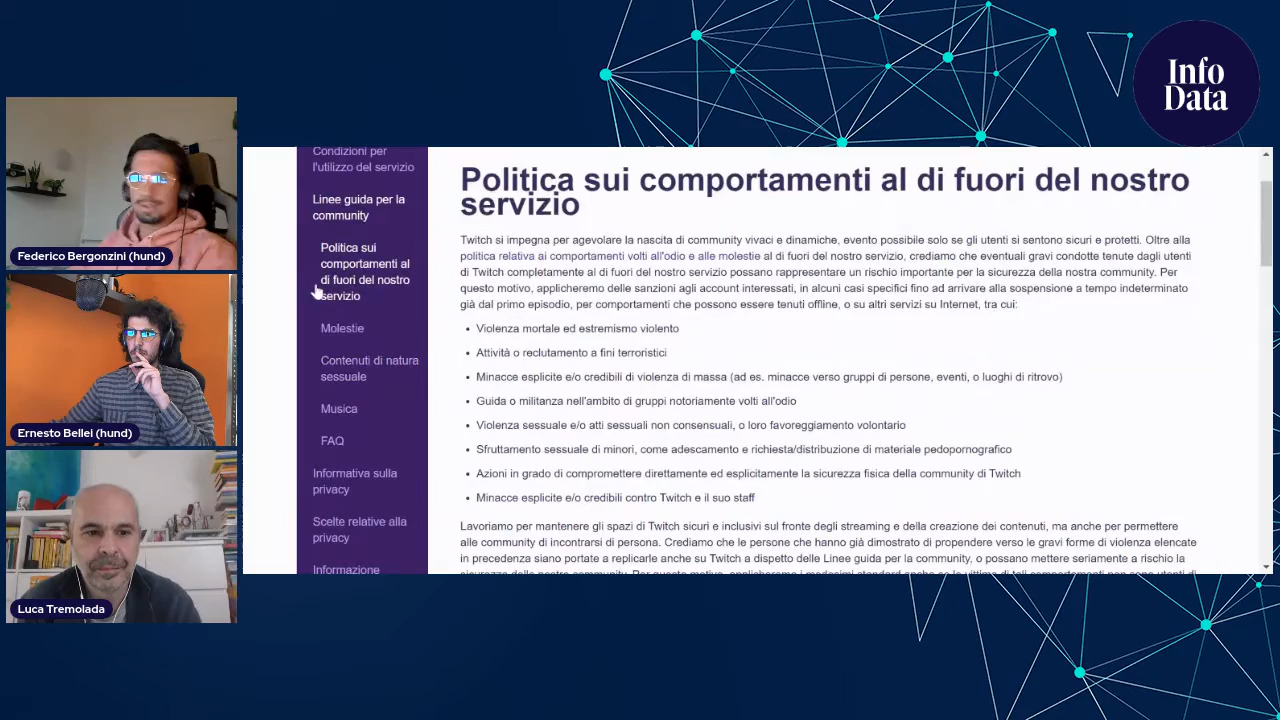 Info
Data
Federico Bergonzini (hund)
Ernesto Bellei (hund)
Luca Tremolada
Condizioni per
l'utilizzo del servizio
Linee guida per la
community
Politica sui
comportamenti al
di fuori del nostro
servizio
Molestie
Contenuti di natura
sessuale
Musica
FAQ
Informativa sulla
privacy
Scelte relative alla
privacy
Informazione
Politica sui comportamenti al di fuori del nostro
servizio
Twitch si impegna per agevolare la nascita di community vivaci e dinamiche, evento possibile solo se gli utenti si sentono sicuri e protetti. Oltre alla
politica relativa ai comportamenti volti all'odio e alle molestie al di fuori del nostro servizio, crediamo che eventuali gravi condotte tenute dagli utenti
di Twitch completamente al di fuori del nostro servizio possano rappresentare un rischio importante per la sicurezza della nostra community. Per
questo motivo, applicheremo delle sanzioni agli account interessati, in alcuni casi specifici fino ad arrivare alla sospensione a tempo indeterminato
già dal primo episodio, per comportamenti che possono essere tenuti offline, o su altri servizi su Internet, tra cui:
• Violenza mortale ed estremismo violento
• Attività o reclutamento a fini terroristici
• Minacce esplicite e/o credibili di violenza di massa (ad es. minacce verso gruppi di persone, eventi, o luoghi di ritrovo)
• Guida o militanza nell'ambito di gruppi notoriamente volti all'odio
• Violenza sessuale e/o atti sessuali non consensuali, o loro favoreggiamento volontario
• Sfruttamento sessuale di minori, come adescamento e richiesta/distribuzione di materiale pedopornografico
• Azioni in grado di compromettere direttamente ed esplicitamente la sicurezza fisica della community di Twitch
• Minacce esplicite e/o credibili contro Twitch e il suo staff
Lavoriamo per mantenere gli spazi di Twitch sicuri e inclusivi sul fronte degli streaming e della creazione dei contenuti, ma anche per permettere
alle community di incontrarsi di persona. Crediamo che le persone che hanno già dimostrato di propendere verso le gravi forme di violenza elencate
in precedenza siano portate a replicarle anche su Twitch a dispetto delle Linee guida per la community, o possano mettere seriamente a rischio la